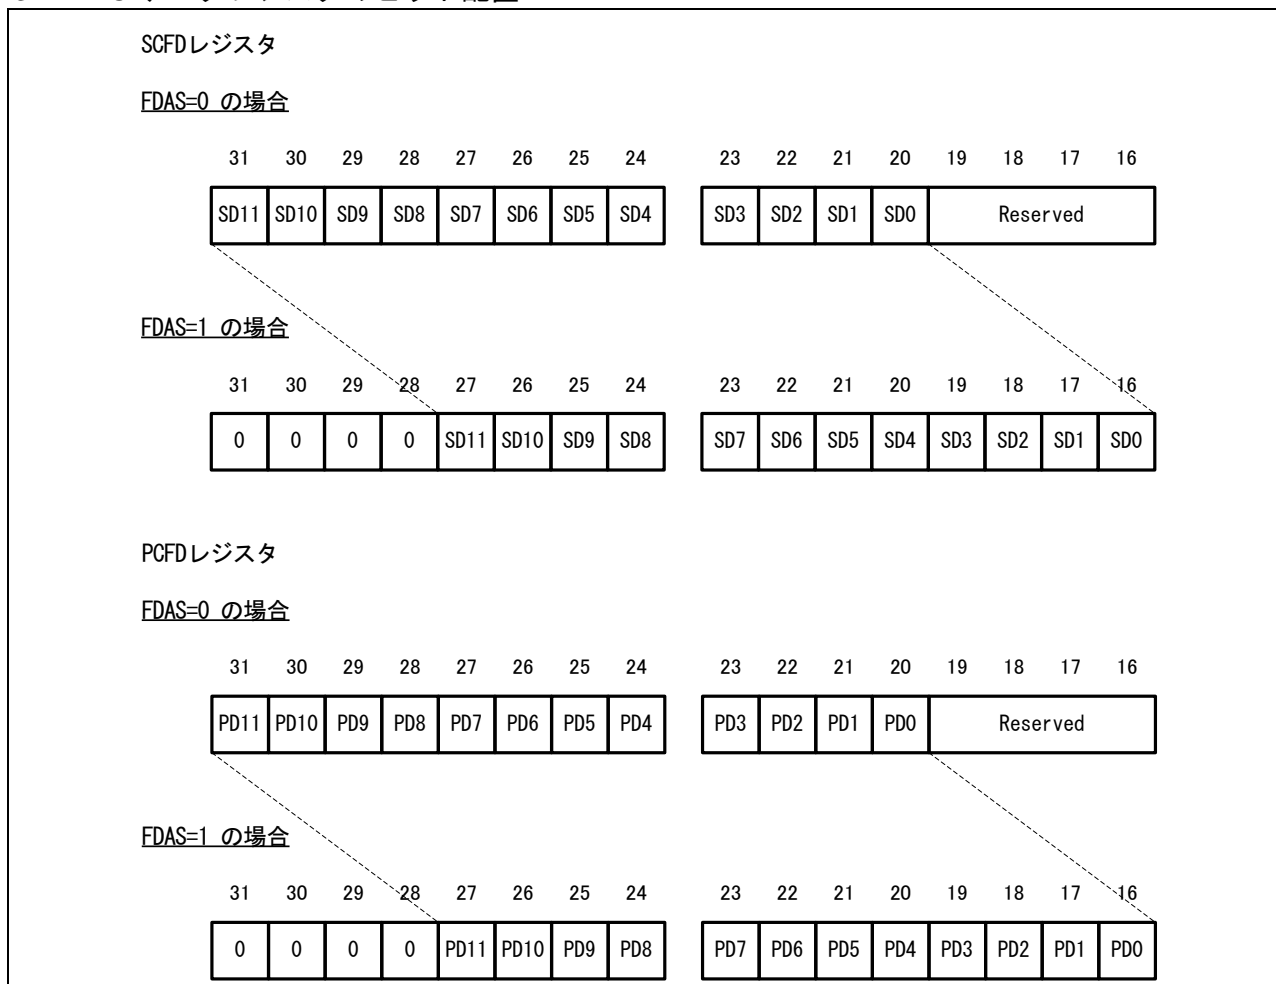 SCFDレジスタ
FDAS=0 の場合
31 30 29 28 27 26 25 24 23 22 21 20 19 18 17 16
SD11 SD10 SD9 SD8 SD7 SD6 SD5 SD4 SD3 SD2 SD1 SD0 Reserved
FDAS=1 の場合
31 30 29 28 27 26 25 24 23 22 21 20 19 18 17 16
0 0 0 0 SD11 SD10 SD9 SD8 SD7 SD6 SD5 SD4 SD3 SD2 SD1 SD0
PCFDレジスタ
FDAS=0 の場合
31 30 29 28 27 26 25 24 23 22 21 20 19 18 17 16
PD11 PD10 PD9 PD8 PD7 PD6 PD5 PD4 PD3 PD2 PD1 PD0 Reserved
FDAS=1 の場合
31 30 29 28 27 26 25 24 23 22 21 20 19 18 17 16
0 0 0 0 PD11 PD10 PD9 PD8 PD7 PD6 PD5 PD4 PD3 PD2 PD1 PD0